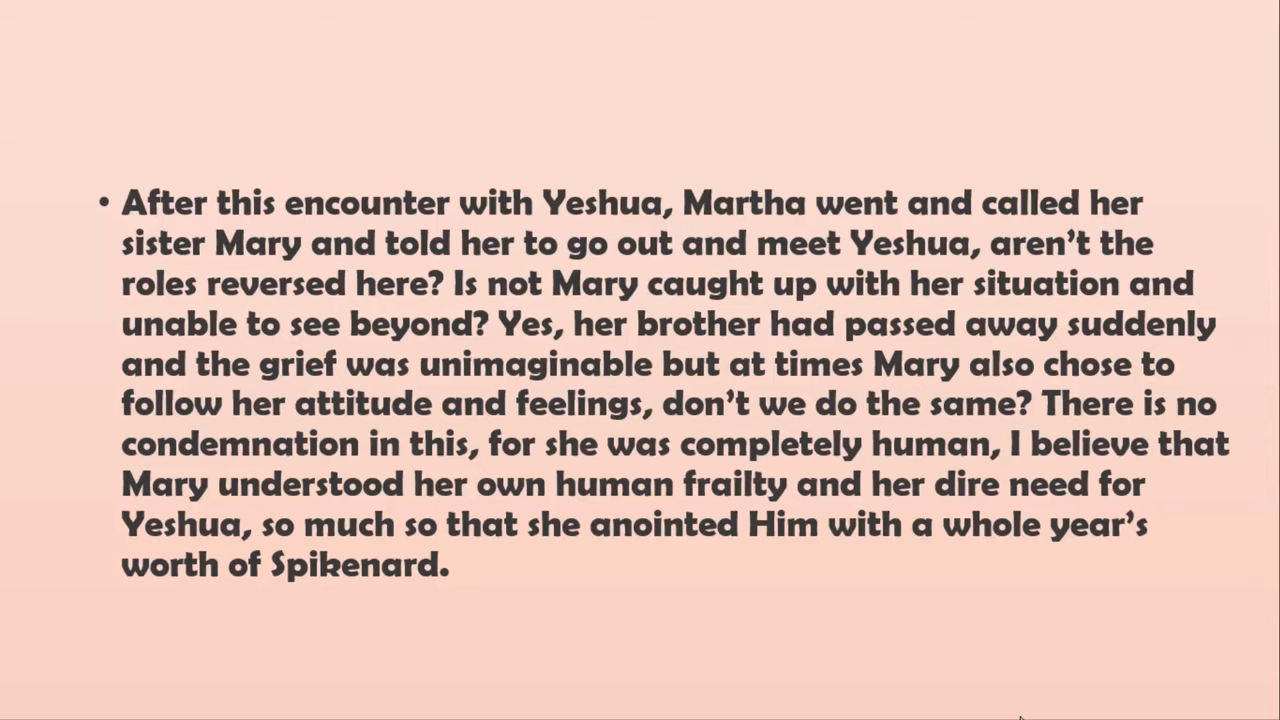 • After this encounter with Yeshua, Martha went and called her
sister Mary and told her to go out and meet Yeshua, aren’t the
roles reversed here? Is not Mary caught up with her situation and
unable to see beyond? Yes, her brother had passed away suddenly
and the grief was unimaginable but at times Mary also chose to
follow her attitude and feelings, don’t we do the same? There is no
condemnation in this, for she was completely human, I believe that
Mary understood her own human frailty and her dire need for
Yeshua, so much so that she anointed Him with a whole year’s
worth of Spikenard.